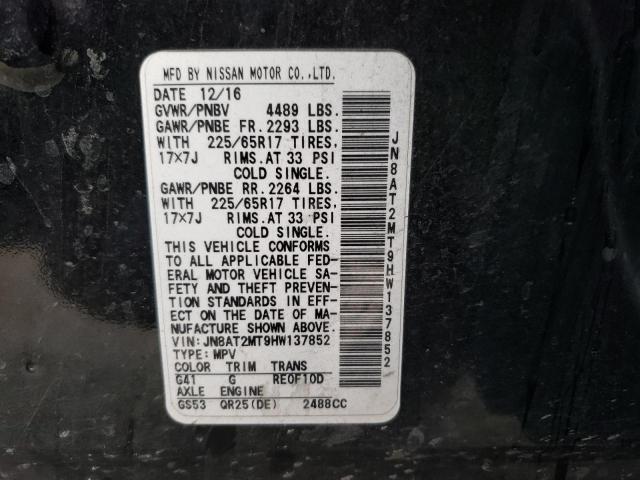 MFD BY NISSAN MOTOR CO.,LTD.
DATE 12/16
GVWR/PNBV 4489 LBS.
GAWR/PNBE FR. 2293 LBS.
WITH 225/65R17 TIRES,
17X7J RIMS.AT 33 PSI
COLD SINGLE.
GAWR/PNBE RR. 2264 LBS.
WITH 225/65R17 TIRES,
17X7J RIMS.AT 33 PSI
COLD SINGLE.
THIS VEHICLE CONFORMS
TO ALL APPLICABLE FED-
ERAL MOTOR VEHICLE SA-
FETY AND THEFT PREVEN-
TION STANDARDS IN EFF-
ECT ON THE DATE OF MA-
NUFACTURE SHOWN ABOVE.
VIN: JN8AT2MT9HW137852
TYPE: MPV
COLOR TRIM TRANS
G41 G RE0F10D
AXLE ENGINE
GS53 QR25(DE) 2488CC
JN8AT2MT9HW137852